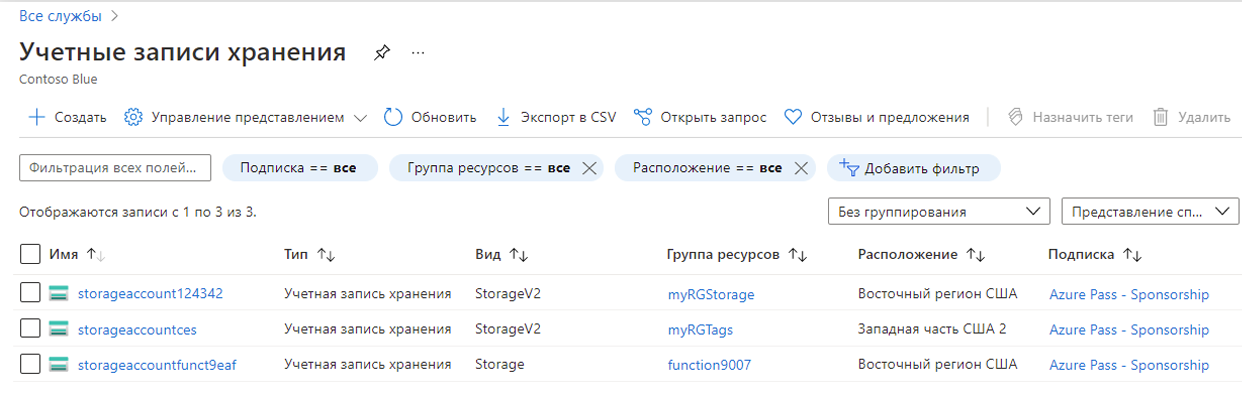 Все службы
Учетные записи хранения ...
Contoso Blue
Создать Управление представлением Обновить Экспорт в CSV Открыть запрос Отзывы и предложения Назначить теги Удалить
Фильтрация всех полей... Подписка == все Группа ресурсов == все Расположение == все Добавить фильтр
Отображаются записи с 1 по 3 из 3. Без группирования Представление сп...
Имя Тип Вид Группа ресурсов Расположение Подписка
storageaccount124342 Учетная запись хранения StorageV2 myRGStorage Восточный регион США Azure Pass - Sponsorship
storageaccountces Учетная запись хранения StorageV2 myRGTags Западная часть США 2 Azure Pass - Sponsorship
storageaccountfunct9eaf Учетная запись хранения Storage function9007 Восточный регион США Azure Pass - Sponsorship